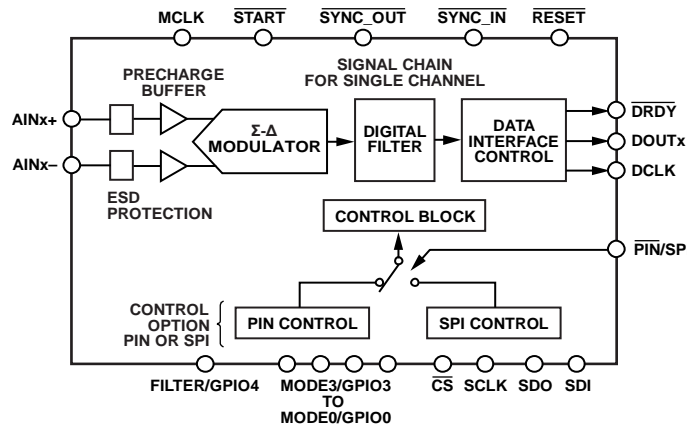 MCLK
START
SYNC_OUT
SYNC_IN
RESET
PRECHARGE
BUFFER
SIGNAL CHAIN
FOR SINGLE CHANNEL
AINx+
AINx–
Σ-Δ
MODULATOR
DIGITAL
FILTER
DATA
INTERFACE
CONTROL
DRDY
DOUTx
DCLK
ESD
PROTECTION
CONTROL BLOCK
PIN/SP
CONTROL
OPTION
PIN OR SPI
PIN CONTROL
SPI CONTROL
FILTER/GPIO4
MODE3/GPIO3
TO
MODE0/GPIO0
CS
SCLK
SDO
SDI